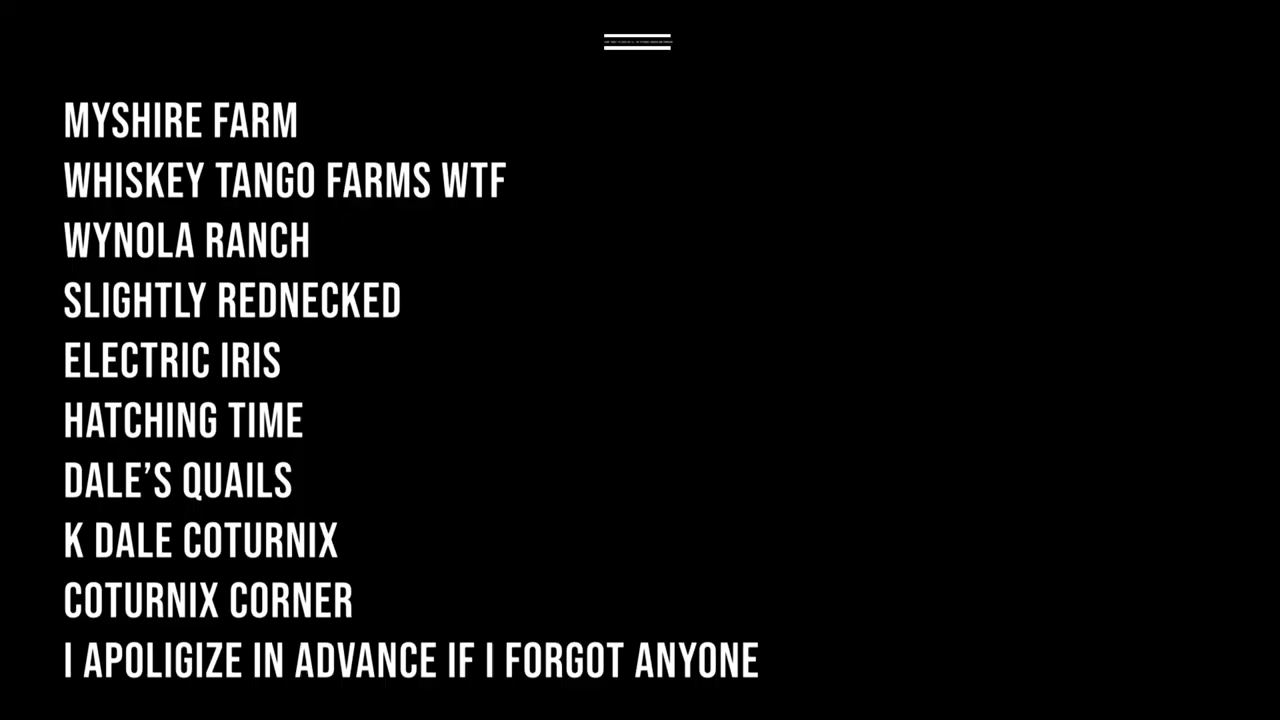 MYSHIRE FARM
WHISKEY TANGO FARMS WTF
WYNOLA RANCH
SLIGHTLY REDNECKED
ELECTRIC IRIS
HATCHING TIME
DALE’S QUAILS
K DALE COTURNIX
COTURNIX CORNER
I APOLIGIZE IN ADVANCE IF I FORGOT ANYONE